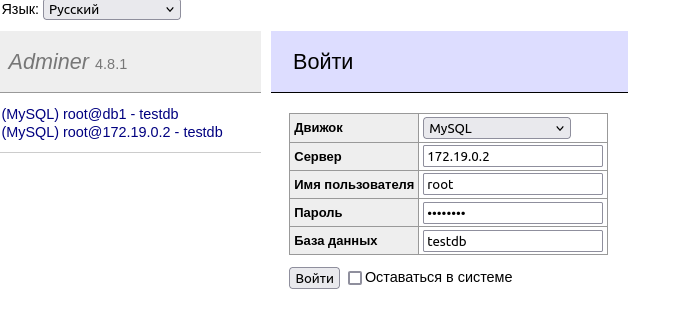 Язык: Русский
Adminer 4.8.1
Войти
(MySQL) root@db1 - testdb
(MySQL) root@172.19.0.2 - testdb
Движок MySQL
Сервер 172.19.0.2
Имя пользователя root
Пароль ••••••••
База данных testdb
Войти Оставаться в системе